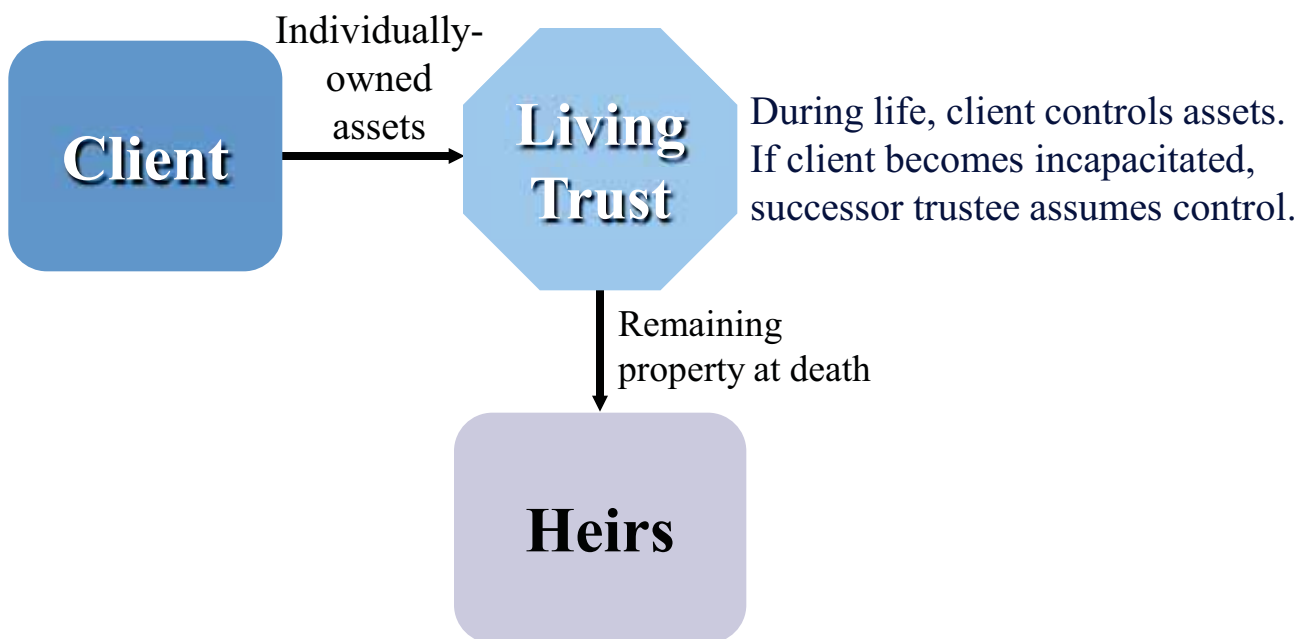 Client
Individually-
owned
assets
Living
Trust
During life, client controls assets.
If client becomes incapacitated,
successor trustee assumes control.
Remaining
property at death
Heirs